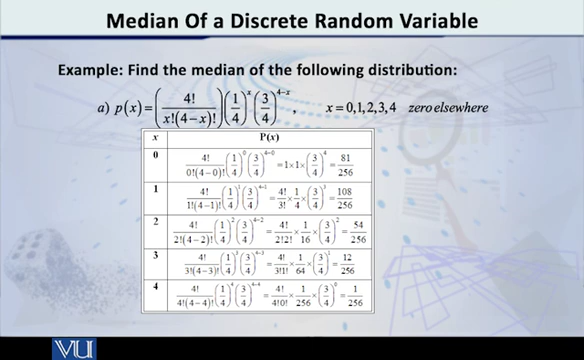 Median Of a Discrete Random Variable
Example: Find the median of the following distribution:
a) p(x) = (4!/x!(4−x)!)(1/4)^x(3/4)^4−x, x = 0,1,2,3,4 zero elsewhere
x P(x)
0 4!/0!(4−0)!(1/4)^0(3/4)^4−0 = 1×1×(3/4)^4 = 81/256
1 4!/1!(4−1)!(1/4)^1(3/4)^4−1 = 4!/3!×1/4×(3/4)^3 = 108/256
2 4!/2!(4−2)!(1/4)^2(3/4)^4−2 = 4!/2!2!×1/16×(3/4)^2 = 54/256
3 4!/3!(4−3)!(1/4)^3(3/4)^4−3 = 4!/3!1!×1/64×(3/4)^1 = 12/256
4 4!/4!(4−4)!(1/4)^4(3/4)^4−4 = 4!/4!0!×1/256×(3/4)^0 = 1/256
VU